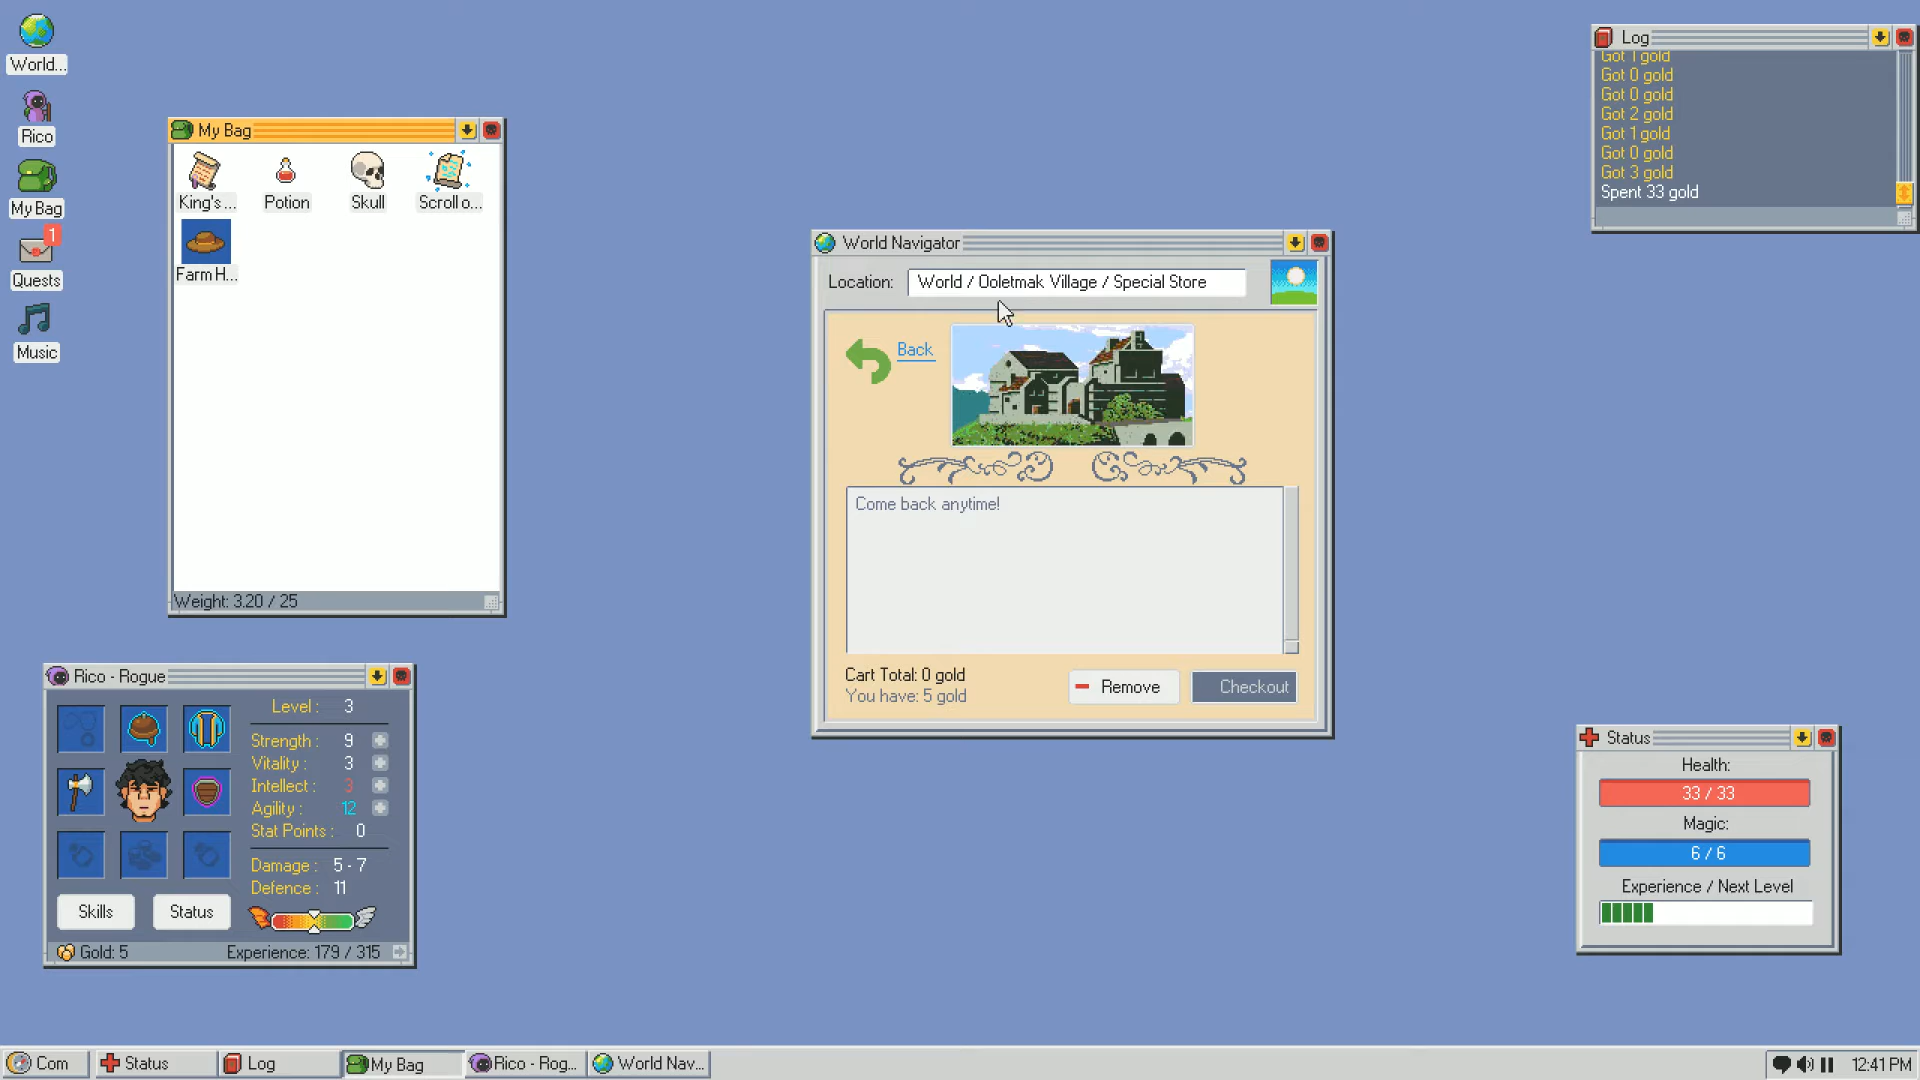 World...
Rico
My Bag
1
Quests
Music
My Bag
King's ...
Potion
Skull
Scroll o...
Farm H...
Weight: 3.20 / 25
Rico - Rogue
Level : 3
Strength : 9
Vitality : 3
Intellect : 3
Agility : 12
Stat Points : 0
Damage : 5 - 7
Defence : 11
Skills
Status
Gold: 5
Experience: 179 / 315
World Navigator
Location: World / Ooletmak Village / Special Store
Back
Come back anytime!
Cart Total: 0 gold
You have: 5 gold
Remove
Checkout
Log
Got 1 gold
Got 0 gold
Got 0 gold
Got 2 gold
Got 1 gold
Got 0 gold
Got 3 gold
Spent 33 gold
Status
Health:
33 / 33
Magic:
6 / 6
Experience / Next Level
Com
Status
Log
My Bag
Rico - Rog...
World Nav...
12:41 PM